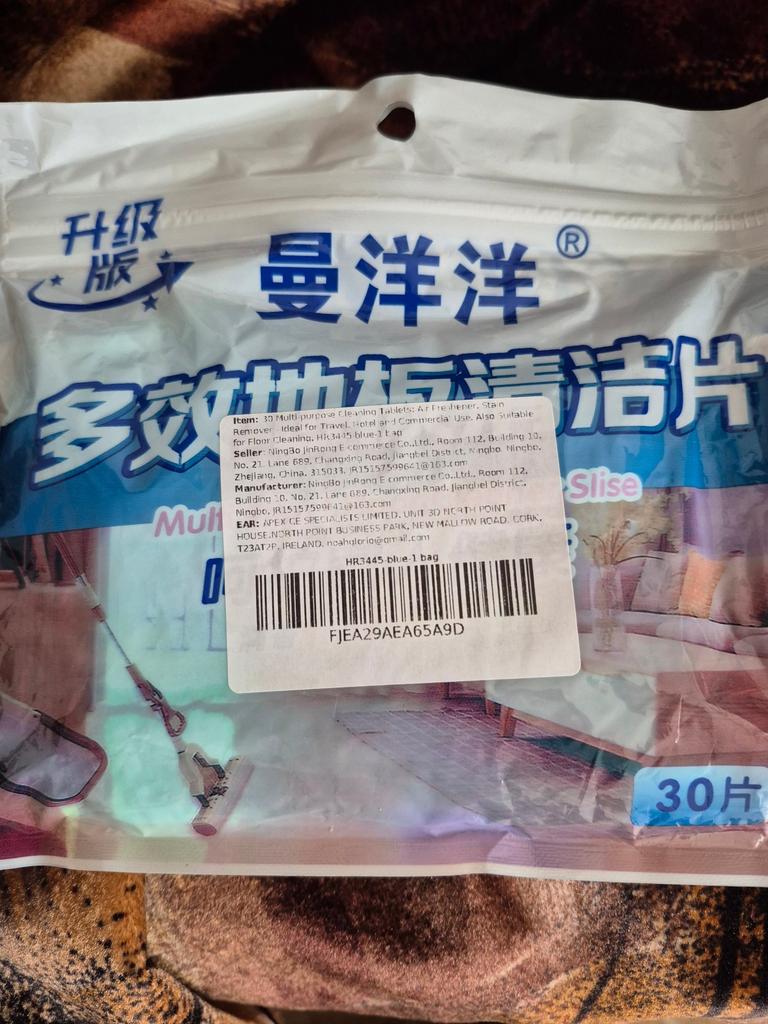 升级
版
曼洋洋®
多效地板清洁片
Item: 30 Multi-purpose Cleaning Tablets: Air Freshener, Stain
Remover, Ideal for Travel, Hotel and Commercial Use. Also Suitable
for Floor Cleaning, HR3445-blue-1 bag
Seller: NingBo JinRong E-commerce Co.,Ltd., Room 112, Building 10,
No. 21, Lane 689, Changxing Road, Jiangbei District, Ningbo, Ningbo,
Zhejiang, China, 315033, JR15157599641@163.com
Manufacturer: NingBo JinRong E-commerce Co.,Ltd., Room 112,
Building 10, No. 21, Lane 689, Changxing Road, Jiangbei District,
Ningbo, JR15157599641@163.com
EAR: APEX CE SPECIALISTS LIMITED, UNIT 3D NORTH POINT
HOUSE,NORTH POINT BUSINESS PARK, NEW MALLOW ROAD, CORK,
T23AT2P, IRELAND,
HR3445-blue-1 bag
FJEA29AEA65A9D
Slise
30片